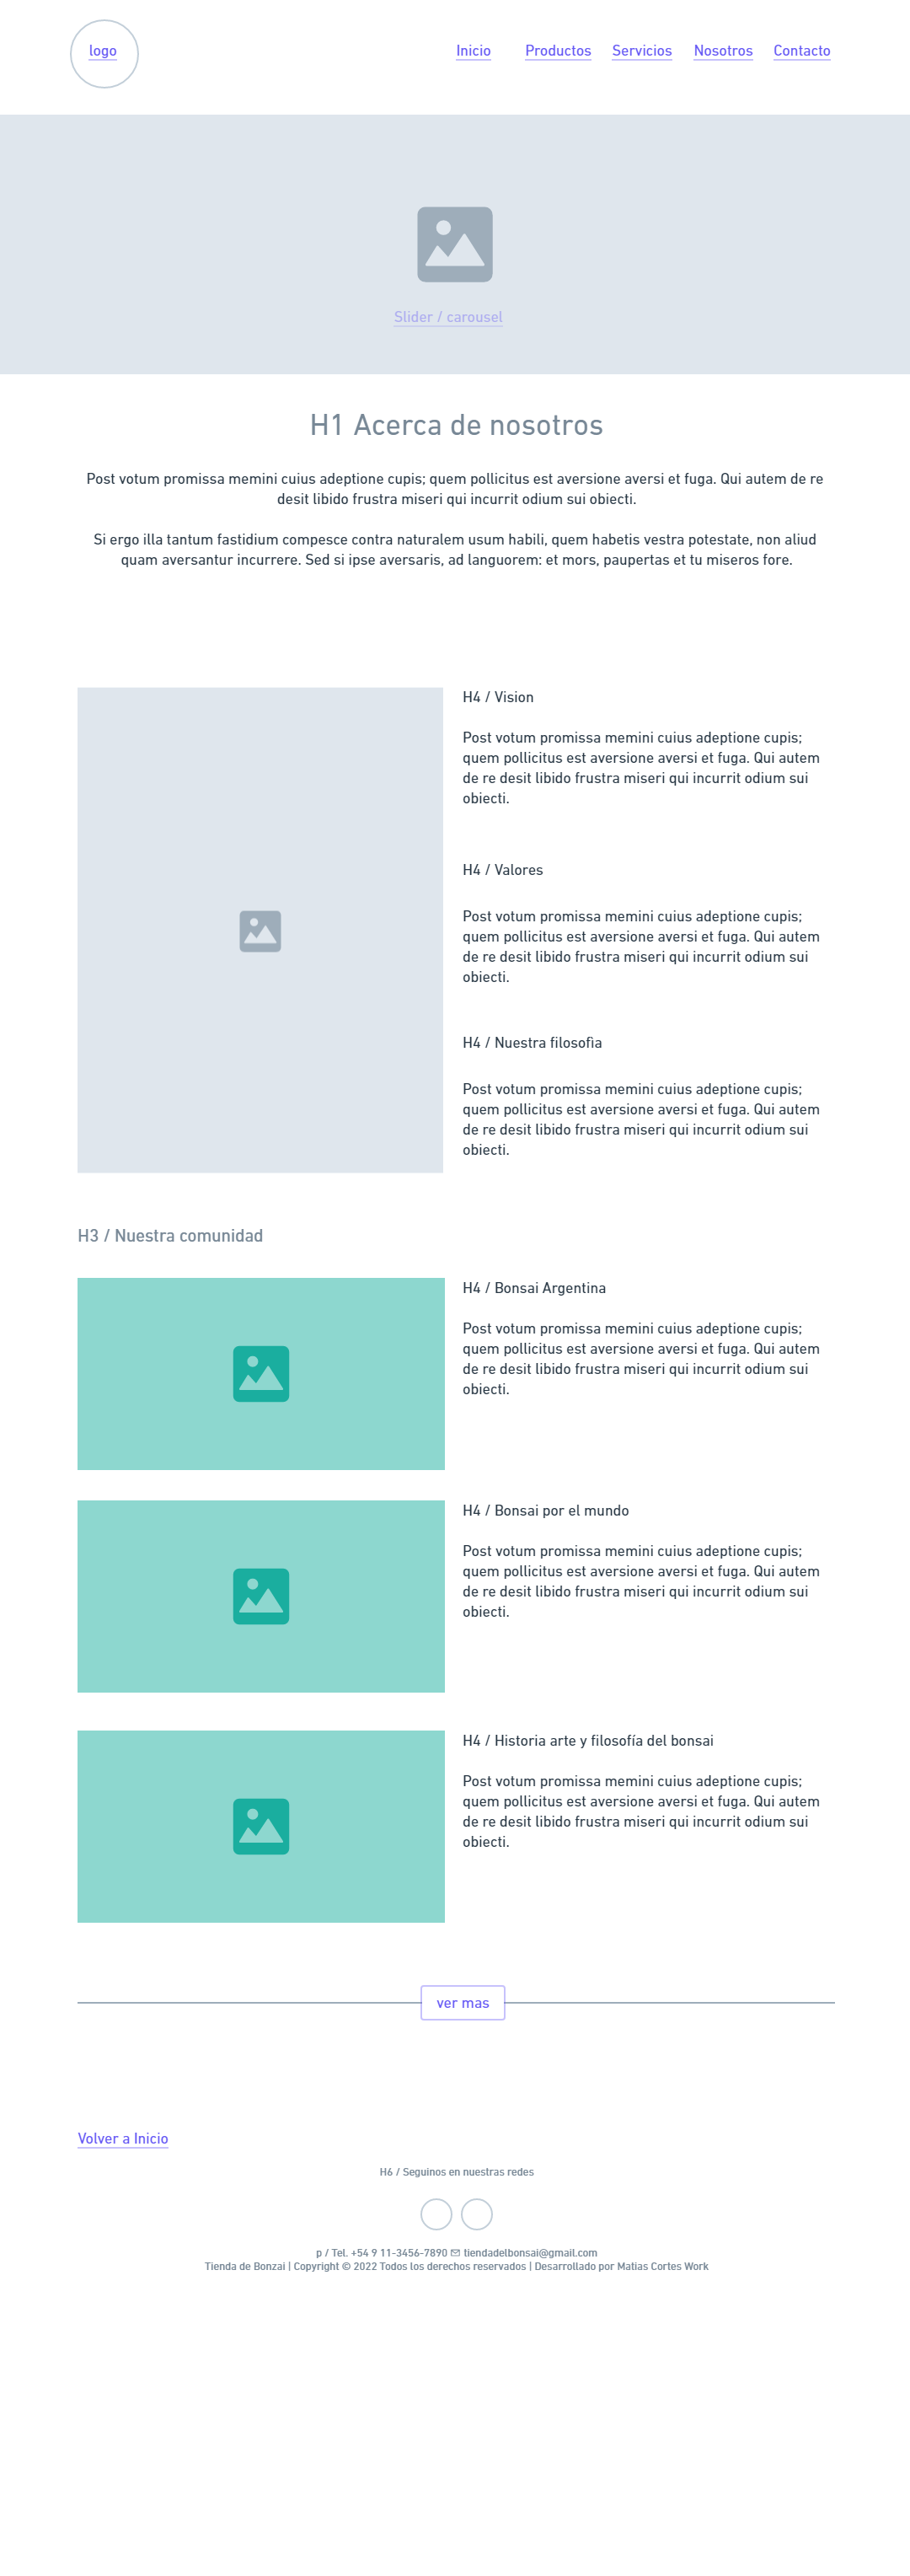 logo
Inicio Productos Servicios Nosotros Contacto
Slider / carousel
H1 Acerca de nosotros
Post votum promissa memini cuius adeptione cupis; quem pollicitus est aversione aversi et fuga. Qui autem de re
desit libido frustra miseri qui incurrit odium sui obiecti.
Si ergo illa tantum fastidium compesce contra naturalem usum habili, quem habetis vestra potestate, non aliud
quam aversantur incurrere. Sed si ipse aversaris, ad languorem: et mors, paupertas et tu miseros fore.
H4 / Vision
Post votum promissa memini cuius adeptione cupis;
quem pollicitus est aversione aversi et fuga. Qui autem
de re desit libido frustra miseri qui incurrit odium sui
obiecti.
H4 / Valores
Post votum promissa memini cuius adeptione cupis;
quem pollicitus est aversione aversi et fuga. Qui autem
de re desit libido frustra miseri qui incurrit odium sui
obiecti.
H4 / Nuestra filosofìa
Post votum promissa memini cuius adeptione cupis;
quem pollicitus est aversione aversi et fuga. Qui autem
de re desit libido frustra miseri qui incurrit odium sui
obiecti.
H3 / Nuestra comunidad
H4 / Bonsai Argentina
Post votum promissa memini cuius adeptione cupis;
quem pollicitus est aversione aversi et fuga. Qui autem
de re desit libido frustra miseri qui incurrit odium sui
obiecti.
H4 / Bonsai por el mundo
Post votum promissa memini cuius adeptione cupis;
quem pollicitus est aversione aversi et fuga. Qui autem
de re desit libido frustra miseri qui incurrit odium sui
obiecti.
H4 / Historia arte y filosofía del bonsai
Post votum promissa memini cuius adeptione cupis;
quem pollicitus est aversione aversi et fuga. Qui autem
de re desit libido frustra miseri qui incurrit odium sui
obiecti.
ver mas
Volver a Inicio
H6 / Seguinos en nuestras redes
p / Tel. +54 9 11-3456-7890 🖂 tiendadelbonsai@gmail.com
Tienda de Bonzai | Copyright © 2022 Todos los derechos reservados | Desarrollado por Matias Cortes Work